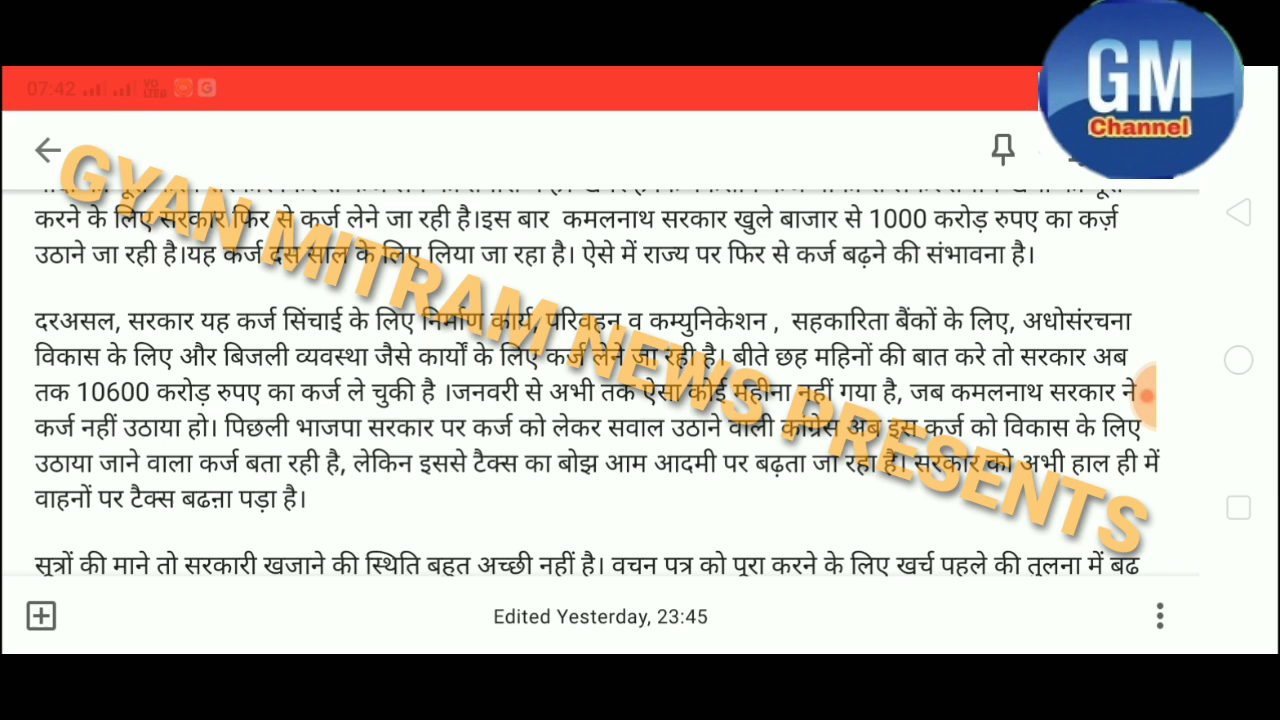 07:42
GM
Channel
करने के लिए सरकार फिर से कर्ज लेने जा रही है।इस बार कमलनाथ सरकार खुले बाजार से 1000 करोड़ रुपए का कर्ज़
उठाने जा रही है।यह कर्ज दस साल के लिए लिया जा रहा है। ऐसे में राज्य पर फिर से कर्ज बढ़ने की संभावना है।
दरअसल, सरकार यह कर्ज सिंचाई के लिए निर्माण कार्य, परिवहन व कम्युनिकेशन , सहकारिता बैंकों के लिए, अधोसंरचना
विकास के लिए और बिजली व्यवस्था जैसे कार्यों के लिए कर्ज लेने जा रही है। बीते छह महिनों की बात करे तो सरकार अब
तक 10600 करोड़ रुपए का कर्ज ले चुकी है ।जनवरी से अभी तक ऐसा कोई महीना नहीं गया है, जब कमलनाथ सरकार ने
कर्ज नहीं उठाया हो। पिछली भाजपा सरकार पर कर्ज को लेकर सवाल उठाने वाली कांग्रेस अब इस कर्ज को विकास के लिए
उठाया जाने वाला कर्ज बता रही है, लेकिन इससे टैक्स का बोझ आम आदमी पर बढ़ता जा रहा है। सरकार को अभी हाल ही में
वाहनों पर टैक्स बढऩा पड़ा है।
सूत्रों की माने तो सरकारी खजाने की स्थिति बहुत अच्छी नहीं है। वचन पत्र को पूरा करने के लिए खर्च पहले की तुलना में बढ
GYAN MITRAM NEWS PRESENTS
Edited Yesterday, 23:45